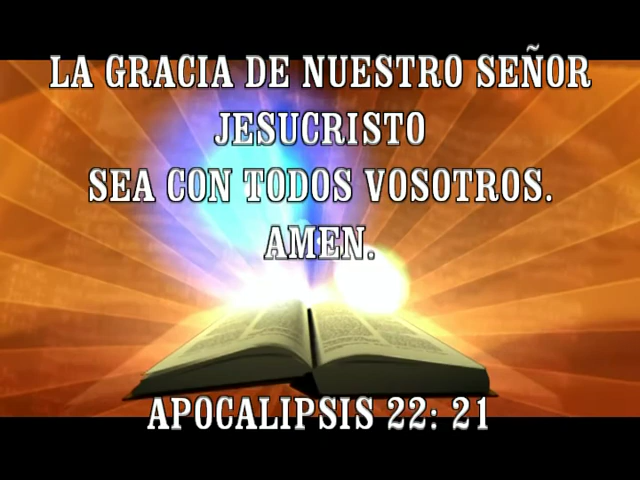 LA GRACIA DE NUESTRO SEÑOR
JESUCRISTO
SEA CON TODOS VOSOTROS.
AMEN.
APOCALIPSIS 22: 21